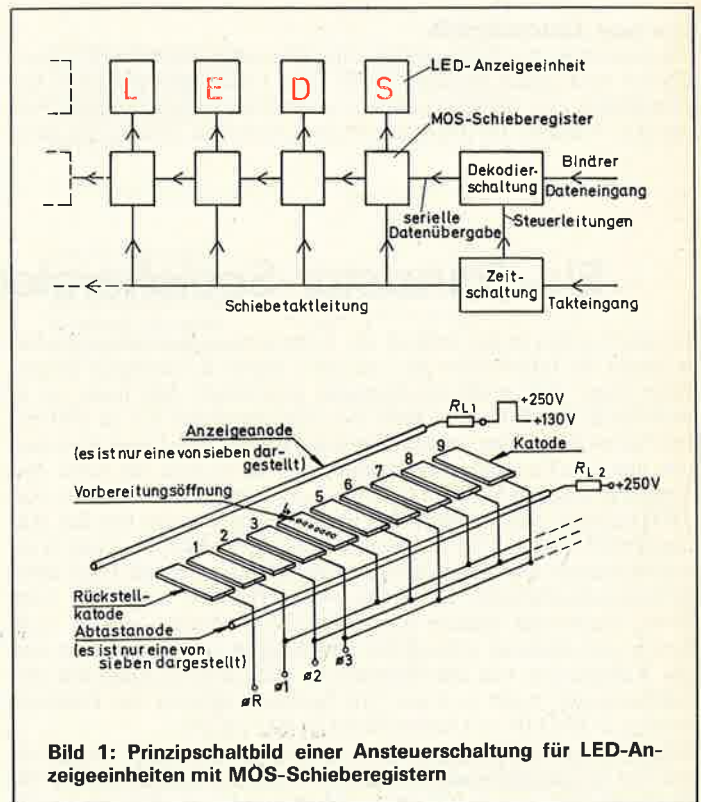 L E D S
LED-Anzeigeeinheit
MOS-Schieberegister
Dekodier-
schaltung
Binärer
Dateneingang
serielle
Datenübergabe
Steuerleitungen
Zeit-
schaltung
Takteingang
Schiebetaktleitung
Anzeigeanode
(es ist nur eine von sieben dar-
gestellt)
RL1
+250V
+130V
Katode
RL2
+250V
Vorbereitungsöffnung
1 2 3 4 5 6 7 8 9
Rückstell-
katode
Abtastanode
(es ist nur eine von
sieben dargestellt)
øR
ø1
ø2
ø3
Bild 1: Prinzipschaltbild einer Ansteuerschaltung für LED-An-
zeigeeinheiten mit MOS-Schieberegistern